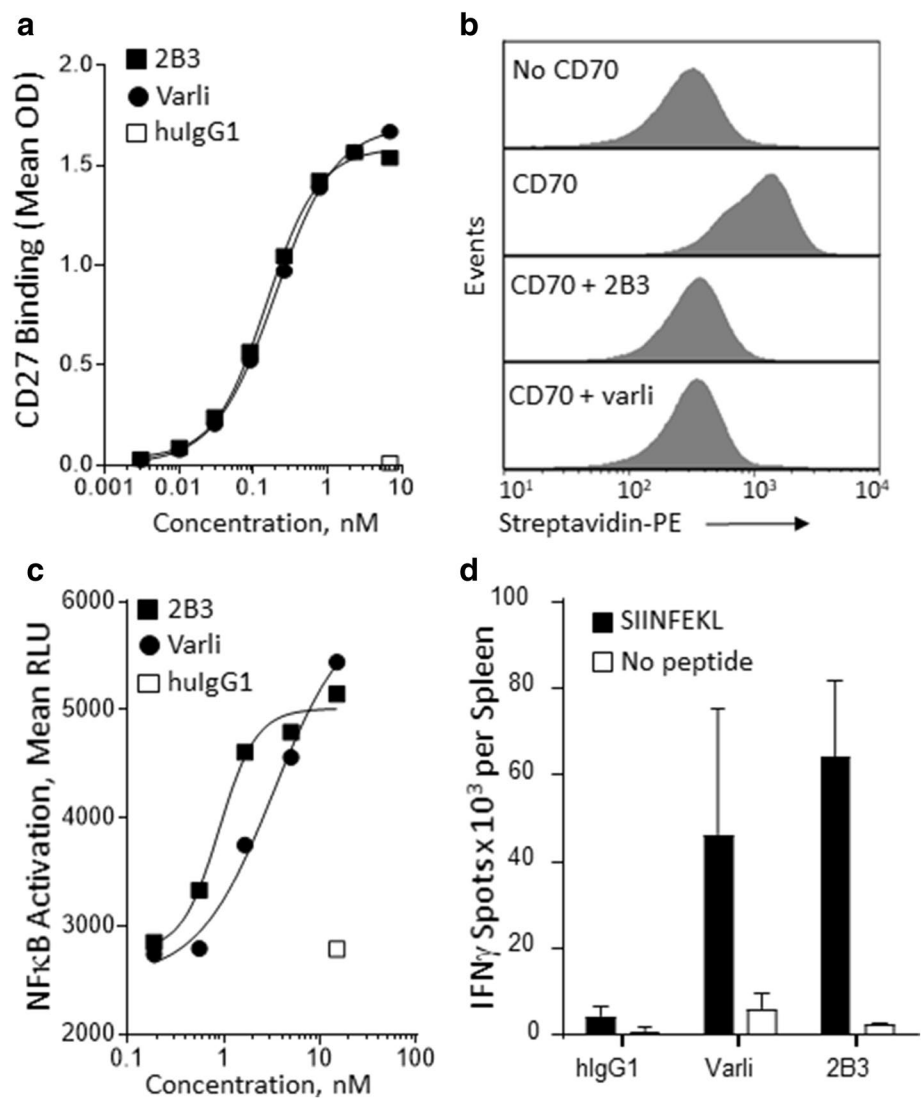 a
2B3
Varli
huIgG1
CD27 Binding (Mean OD)
2.0
1.5
1.0
0.5
0.0
0.001 0.01 0.1 1 10
Concentration, nM
b
No CD70
CD70
CD70 + 2B3
CD70 + varli
Events
10¹ 10² 10³ 10⁴
Streptavidin-PE
c
2B3
Varli
huIgG1
NFκB Activation, Mean RLU
6000
5000
4000
3000
2000
0.1 1 10 100
Concentration, nM
d
SIINFEKL
No peptide
IFNγ Spots x 10³ per Spleen
100
80
60
40
20
0
hIgG1 Varli 2B3